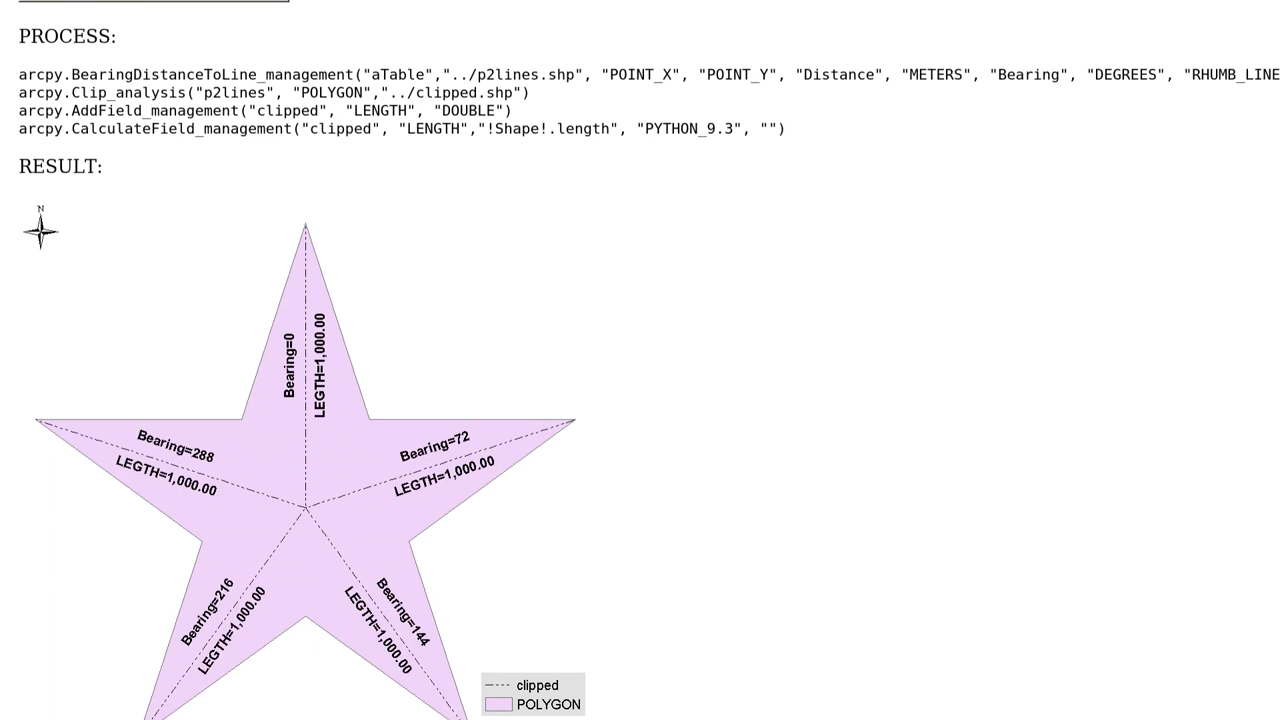 PROCESS:
arcpy.BearingDistanceToLine_management("aTable","../p2lines.shp", "POINT_X", "POINT_Y", "Distance", "METERS", "Bearing", "DEGREES", "RHUMB_LINE
arcpy.Clip_analysis("p2lines", "POLYGON","../clipped.shp")
arcpy.AddField_management("clipped", "LENGTH", "DOUBLE")
arcpy.CalculateField_management("clipped", "LENGTH","!Shape!.length", "PYTHON_9.3", "")
RESULT:
N
Bearing=0
LEGTH=1,000.00
Bearing=288
LEGTH=1,000.00
Bearing=72
LEGTH=1,000.00
Bearing=216
LEGTH=1,000.00
Bearing=144
LEGTH=1,000.00
clipped
POLYGON